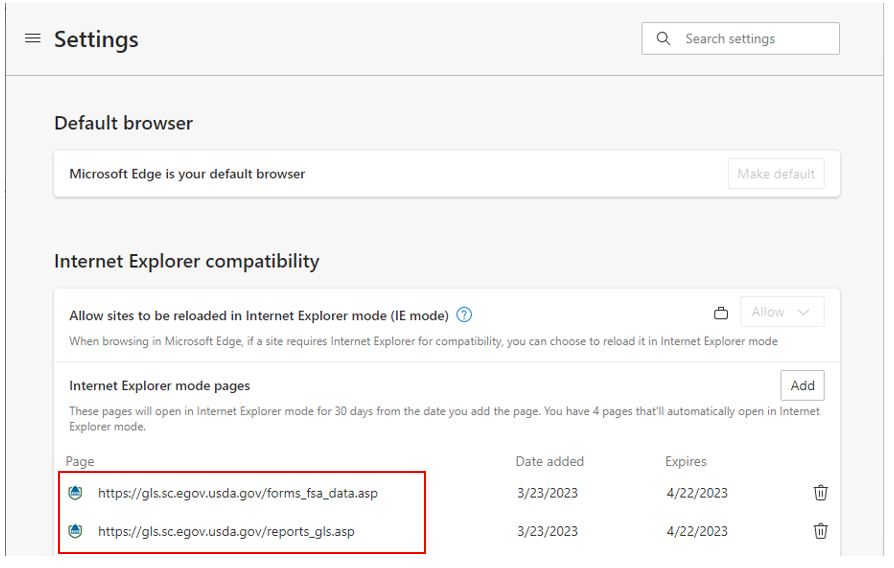 Settings
Search settings
Default browser
Microsoft Edge is your default browser
Make default
Internet Explorer compatibility
Allow sites to be reloaded in Internet Explorer mode (IE mode) ?
Allow
When browsing in Microsoft Edge, if a site requires Internet Explorer for compatibility, you can choose to reload it in Internet Explorer mode
Internet Explorer mode pages
Add
These pages will open in Internet Explorer mode for 30 days from the date you add the page. You have 4 pages that'll automatically open in Internet
Explorer mode.
Page Date added Expires
https://gls.sc.egov.usda.gov/forms_fsa_data.asp 3/23/2023 4/22/2023
https://gls.sc.egov.usda.gov/reports_gls.asp 3/23/2023 4/22/2023